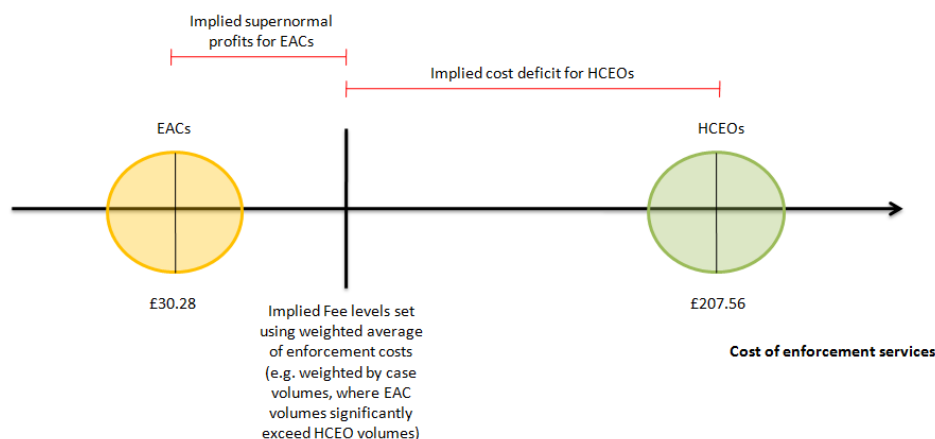 Implied supernormal
profits for EACs
Implied cost deficit for HCEOs
EACs
HCEOs
£30.28
£207.56
Implied Fee levels set
using weighted average
of enforcement costs
(e.g. weighted by case
volumes, where EAC
volumes significantly
exceed HCEO volumes)
Cost of enforcement services